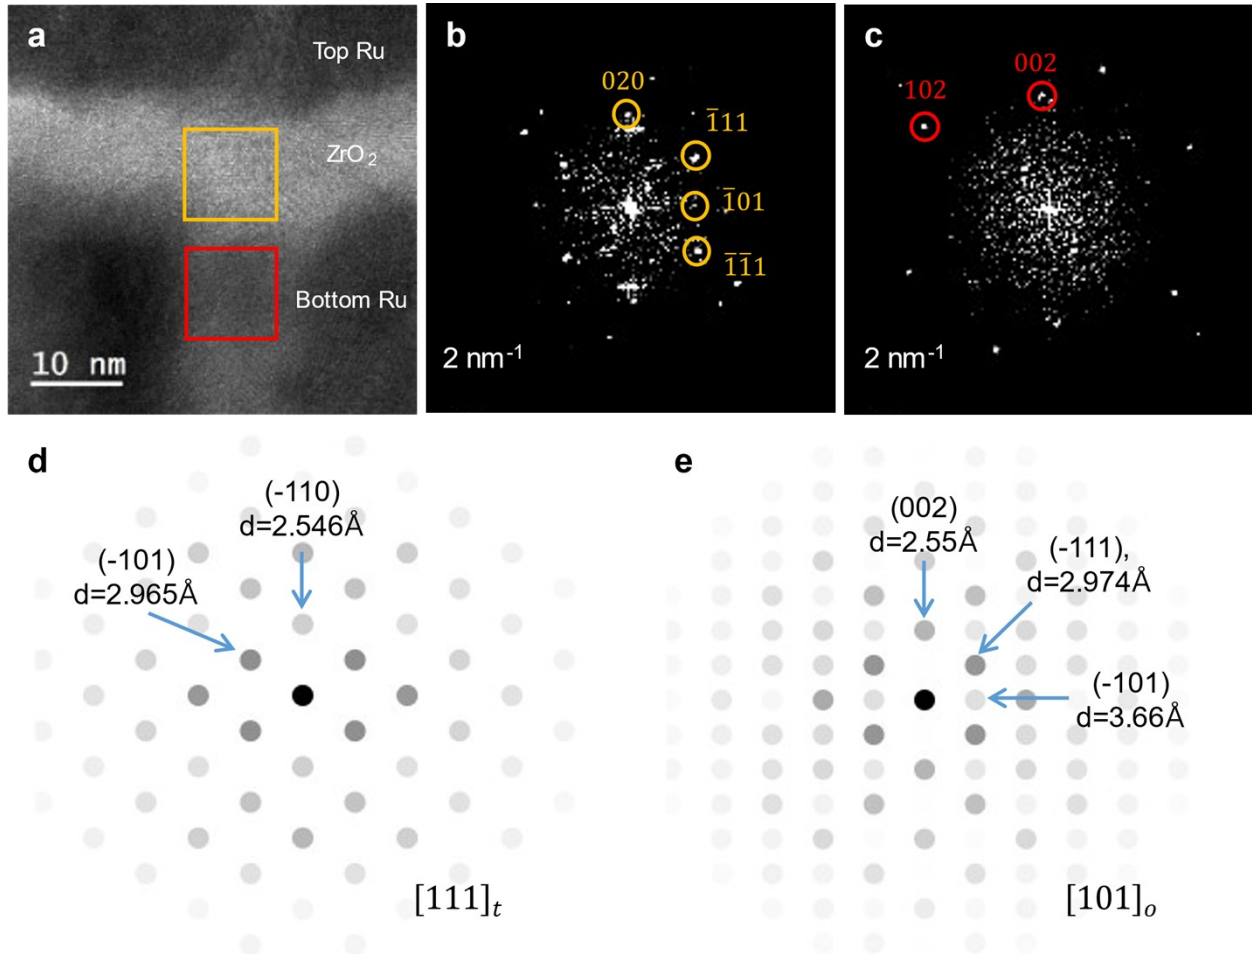 a
Top Ru
ZrO₂
Bottom Ru
10 nm
b
020
1̅11
1̅01
1̅1̅1
2 nm⁻¹
c
002
102
2 nm⁻¹
d
(-110)
d=2.546Å
(-101)
d=2.965Å
[111]ₜ
e
(002)
d=2.55Å
(-111),
d=2.974Å
(-101)
d=3.66Å
[101]ₒ